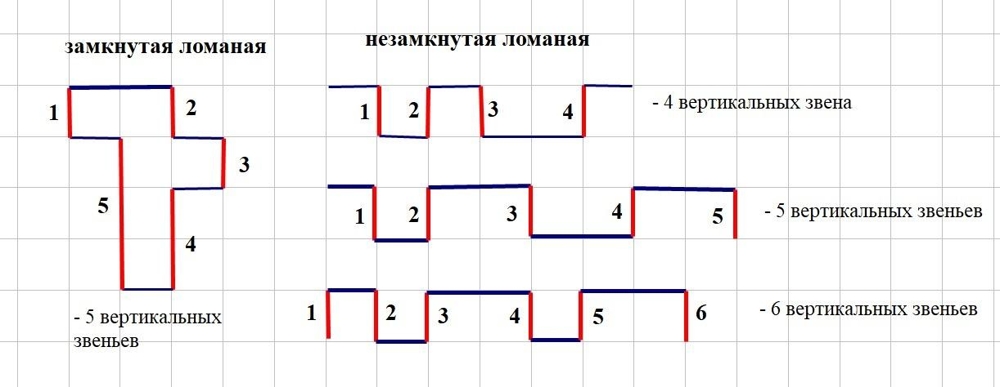 замкнутая ломаная
1
2
3
5
4
- 5 вертикальных
звеньев
незамкнутая ломаная
1 2 3 4 - 4 вертикальных звена
1 2 3 4 5 - 5 вертикальных звеньев
1 2 3 4 5 6 - 6 вертикальных звеньев